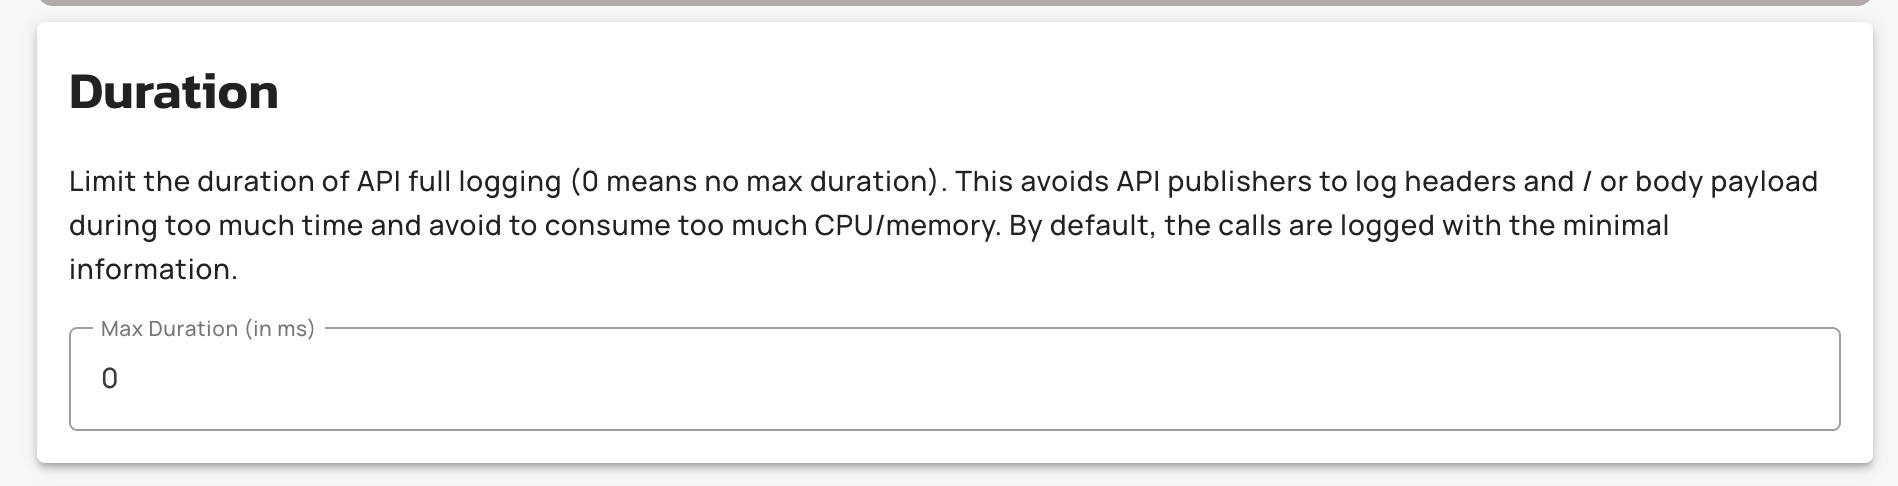 Duration
Limit the duration of API full logging (0 means no max duration). This avoids API publishers to log headers and / or body payload
during too much time and avoid to consume too much CPU/memory. By default, the calls are logged with the minimal
information.
Max Duration (in ms)
0